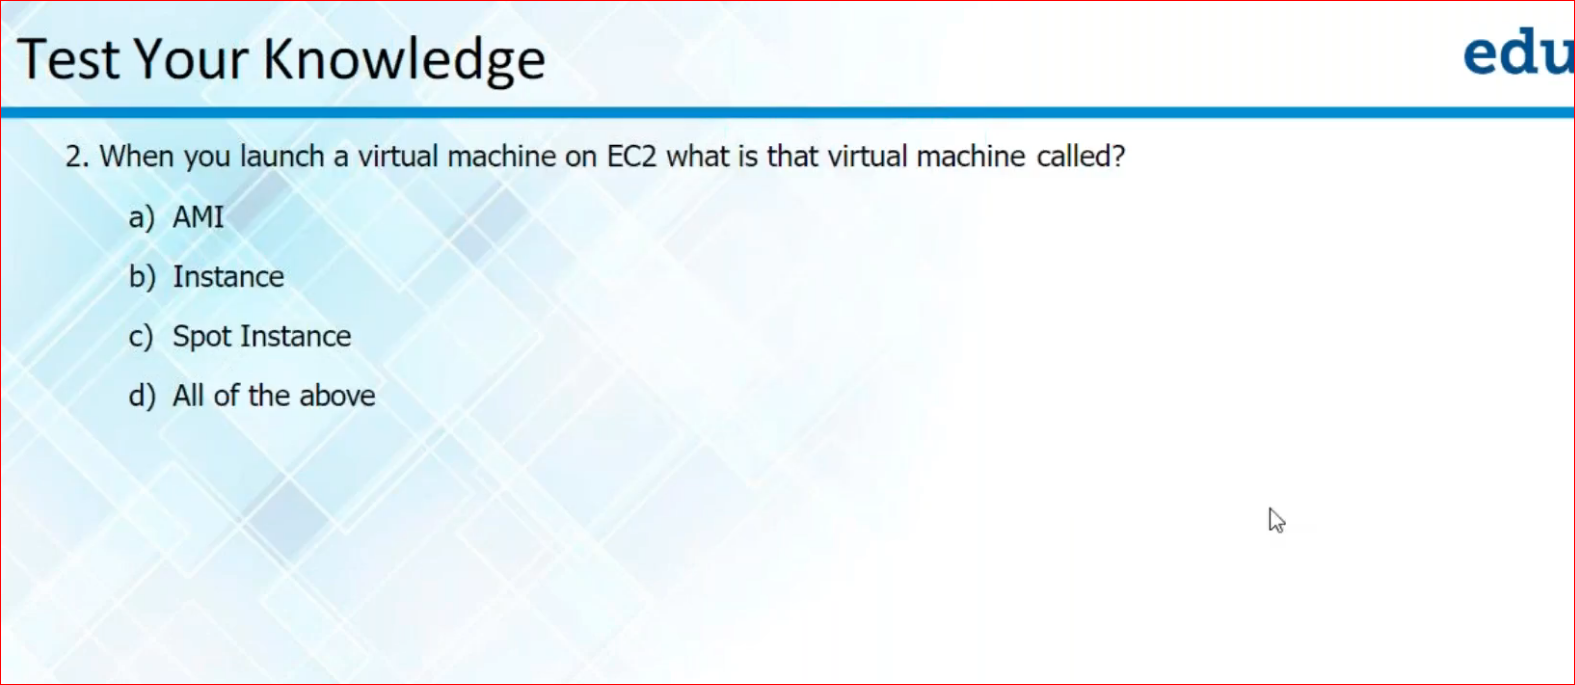 Test Your Knowledge
edu
2. When you launch a virtual machine on EC2 what is that virtual machine called?
a) AMI
b) Instance
c) Spot Instance
d) All of the above